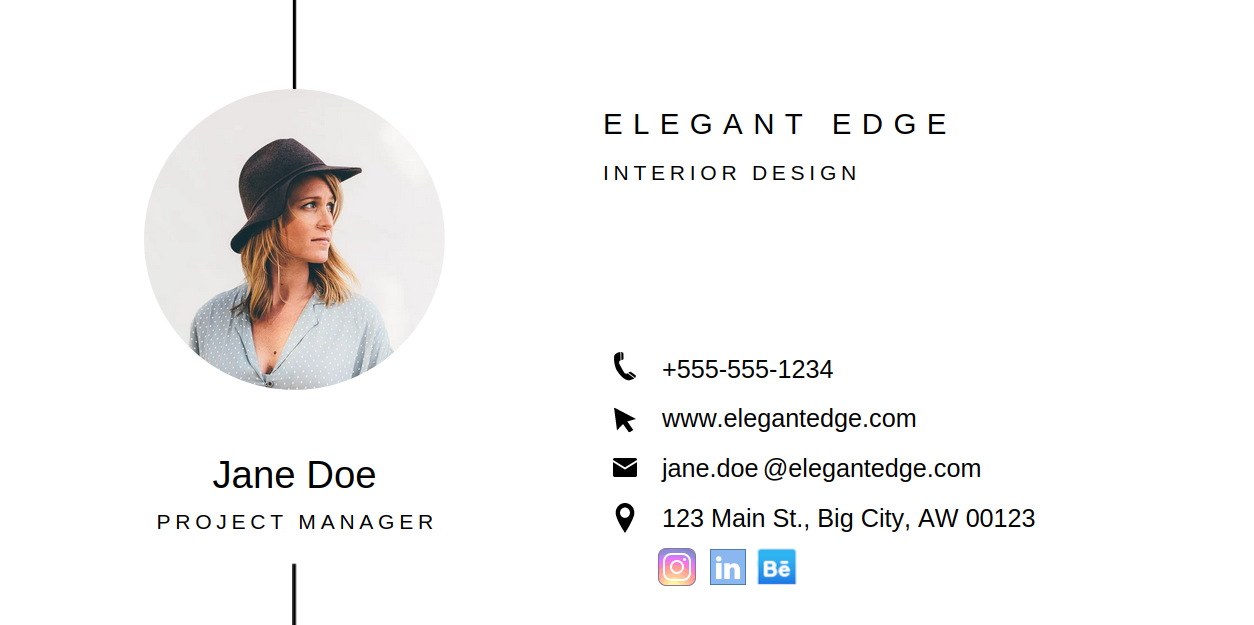 ELEGANT EDGE
INTERIOR DESIGN
Jane Doe
PROJECT MANAGER
+555-555-1234
www.elegantedge.com
jane.doe@elegantedge.com
123 Main St., Big City, AW 00123
in Bē